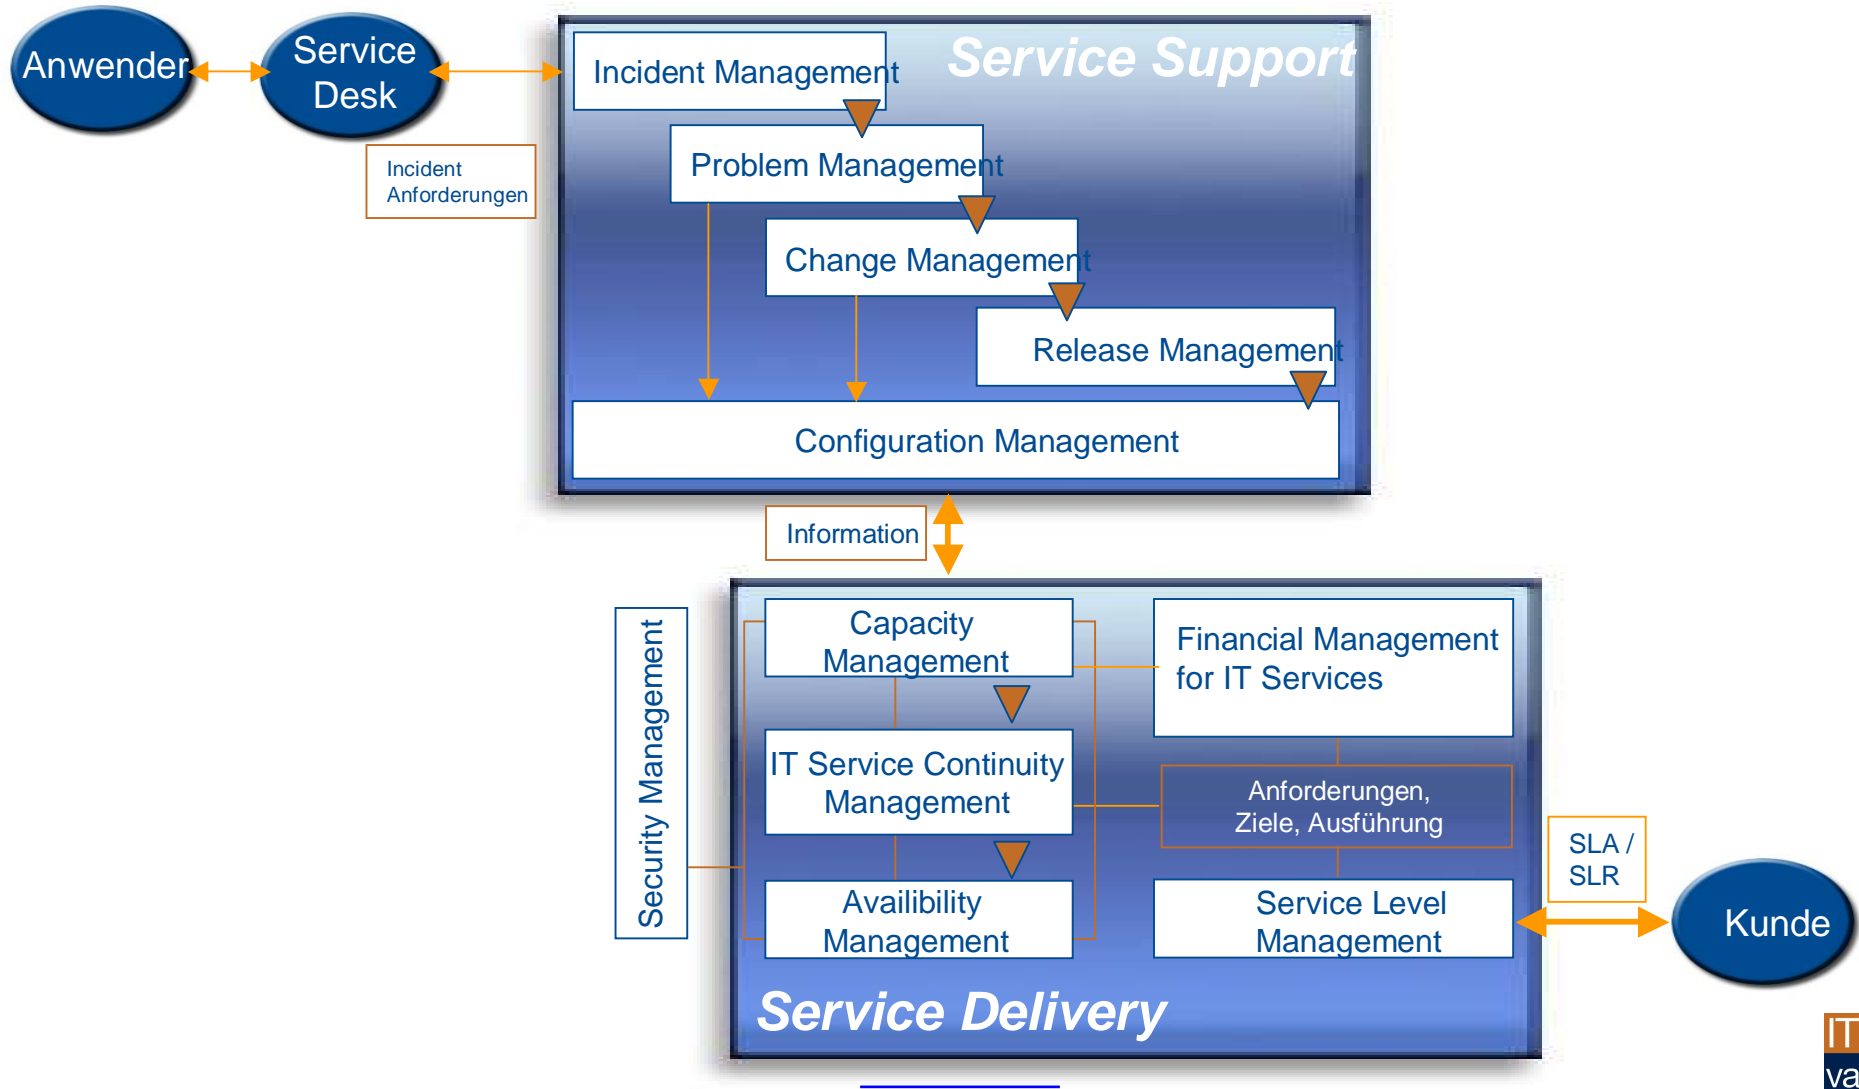 Anwender
Service
Desk
Service Support
Incident Management
Problem Management
Incident
Anforderungen
Change Management
Release Management
Configuration Management
Information
Security Management
Capacity
Management
Financial Management
for IT Services
IT Service Continuity
Management
Anforderungen,
Ziele, Ausführung
SLA /
SLR
Availibility
Management
Service Level
Management
Kunde
Service Delivery
IT
va